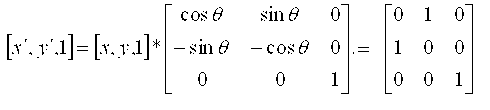 [x′, y′,1] = [x, y,1] * [cos θ sin θ 0; −sin θ −cos θ 0; 0 0 1] .= [0 1 0; 1 0 0; 0 0 1]